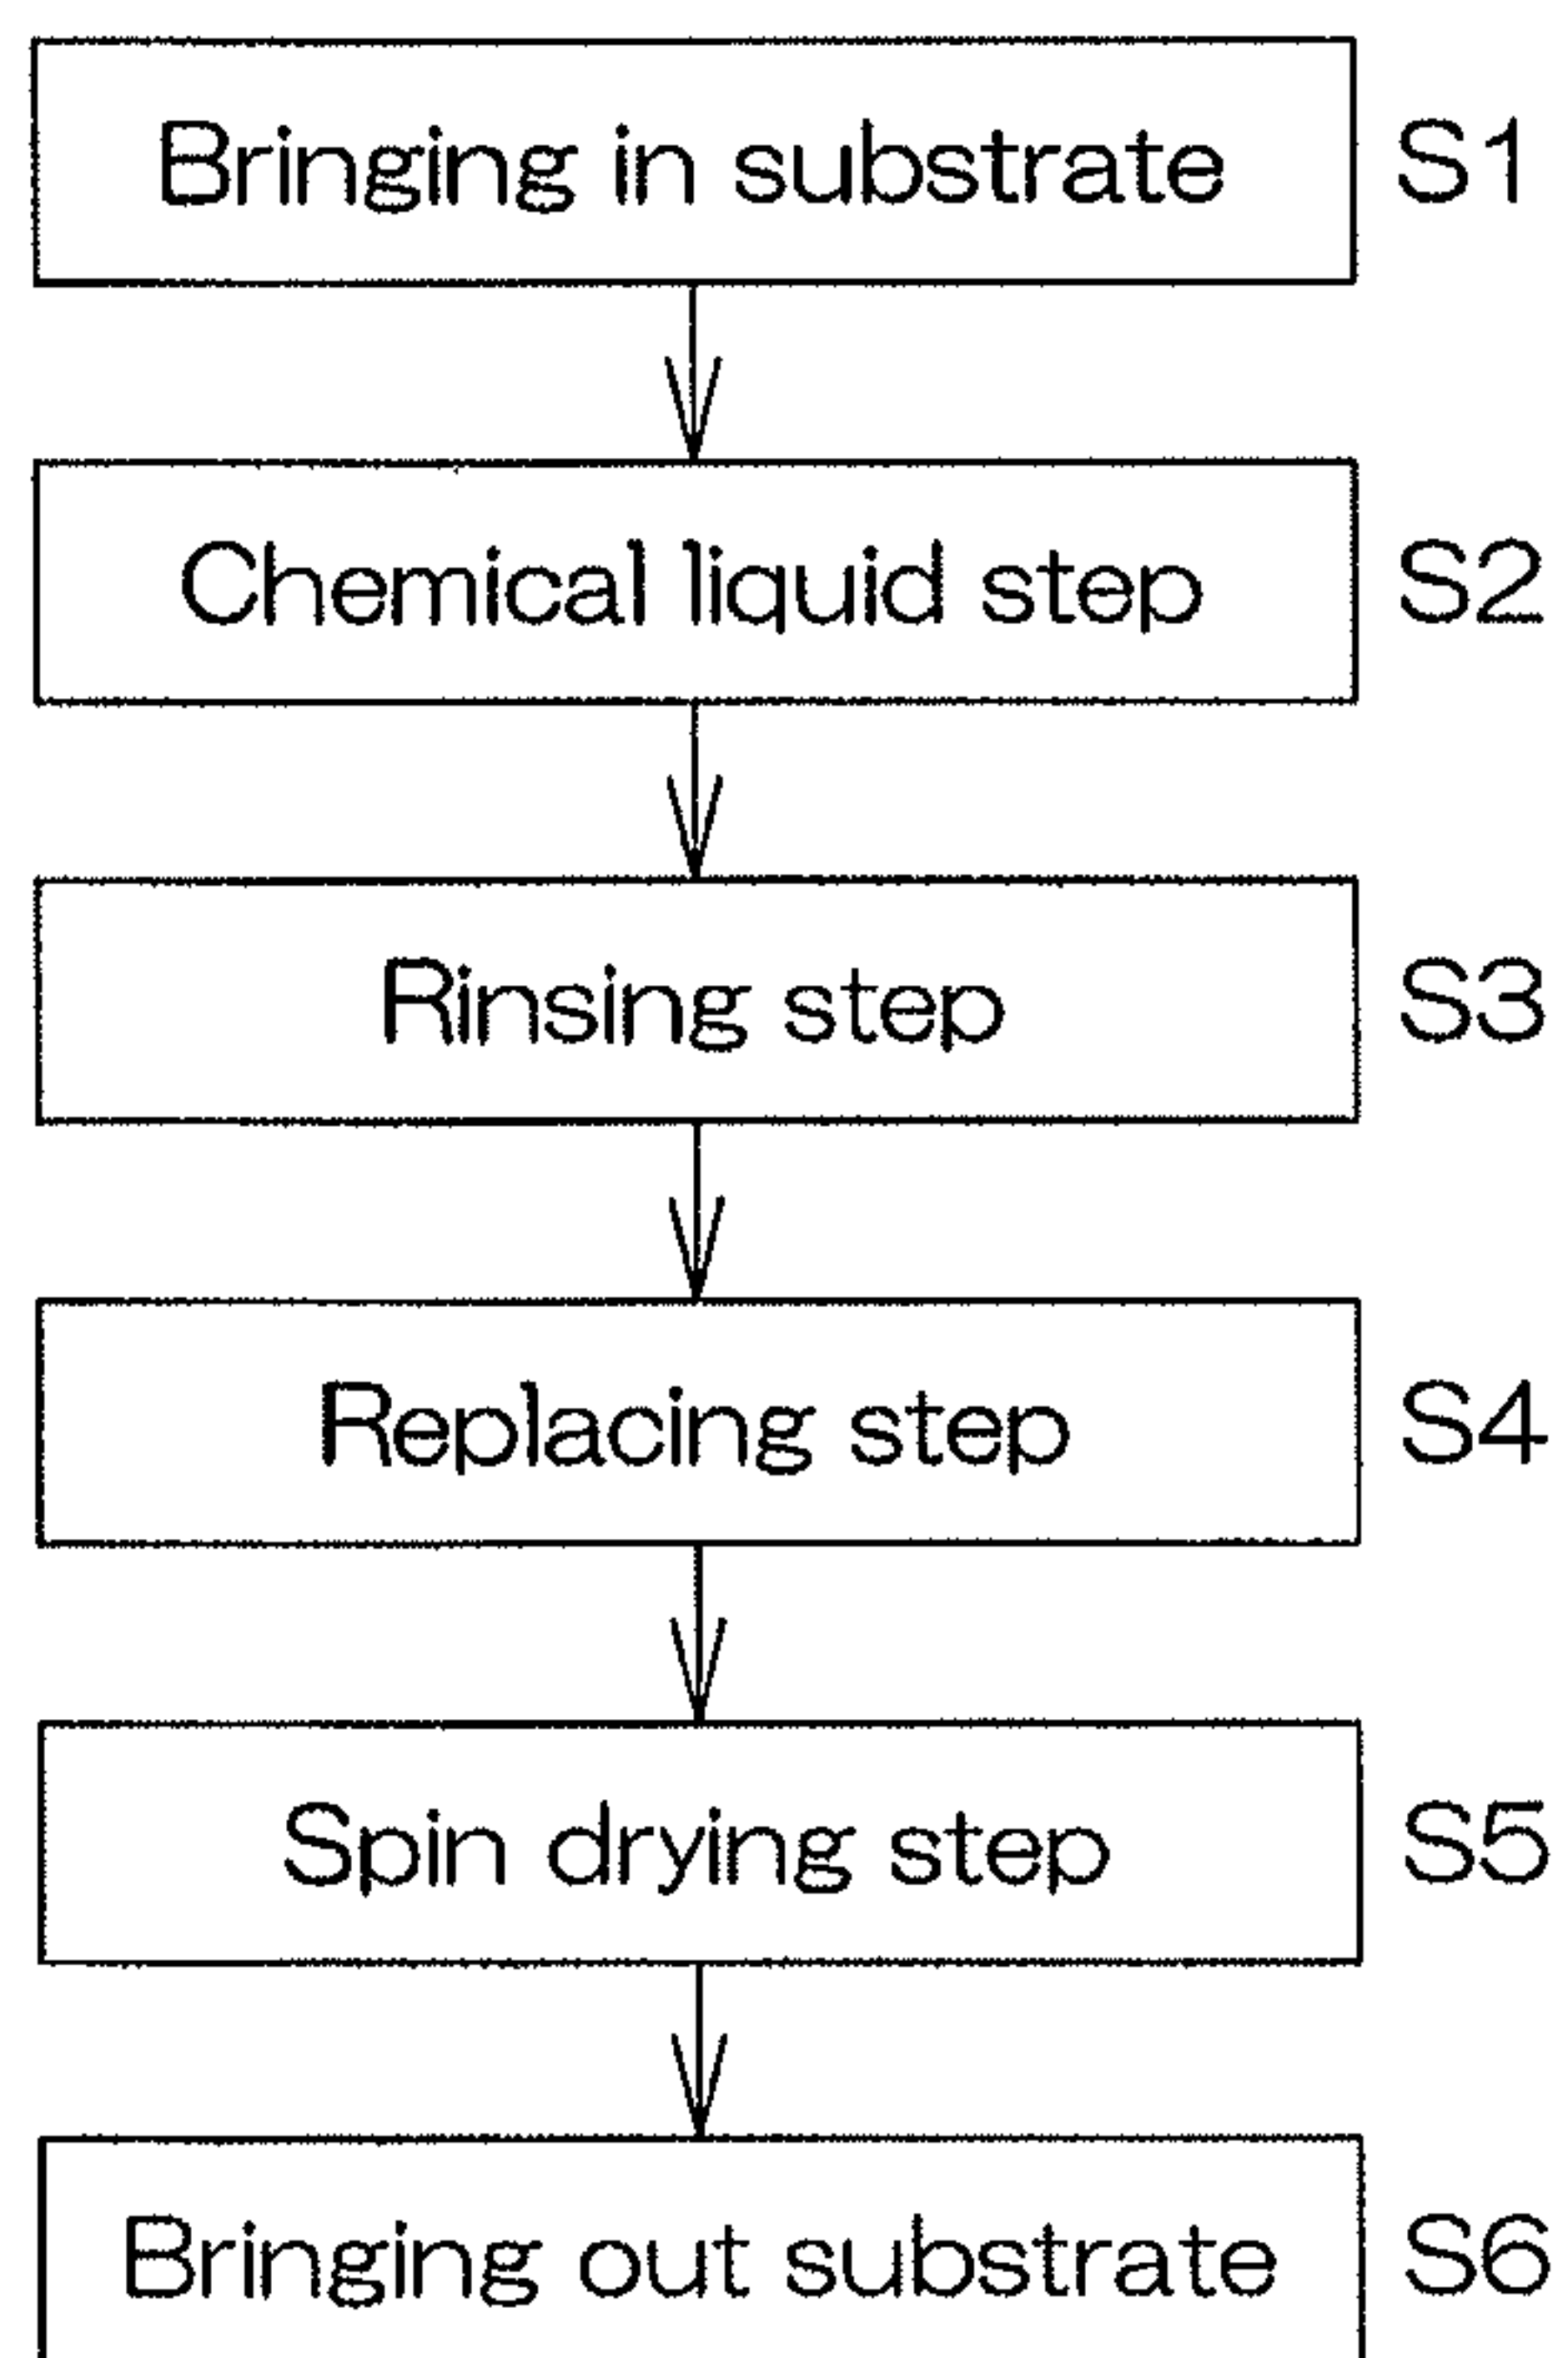 Bringing in substrate S1
Chemical liquid step S2
Rinsing step S3
Replacing step S4
Spin drying step S5
Bringing out substrate S6